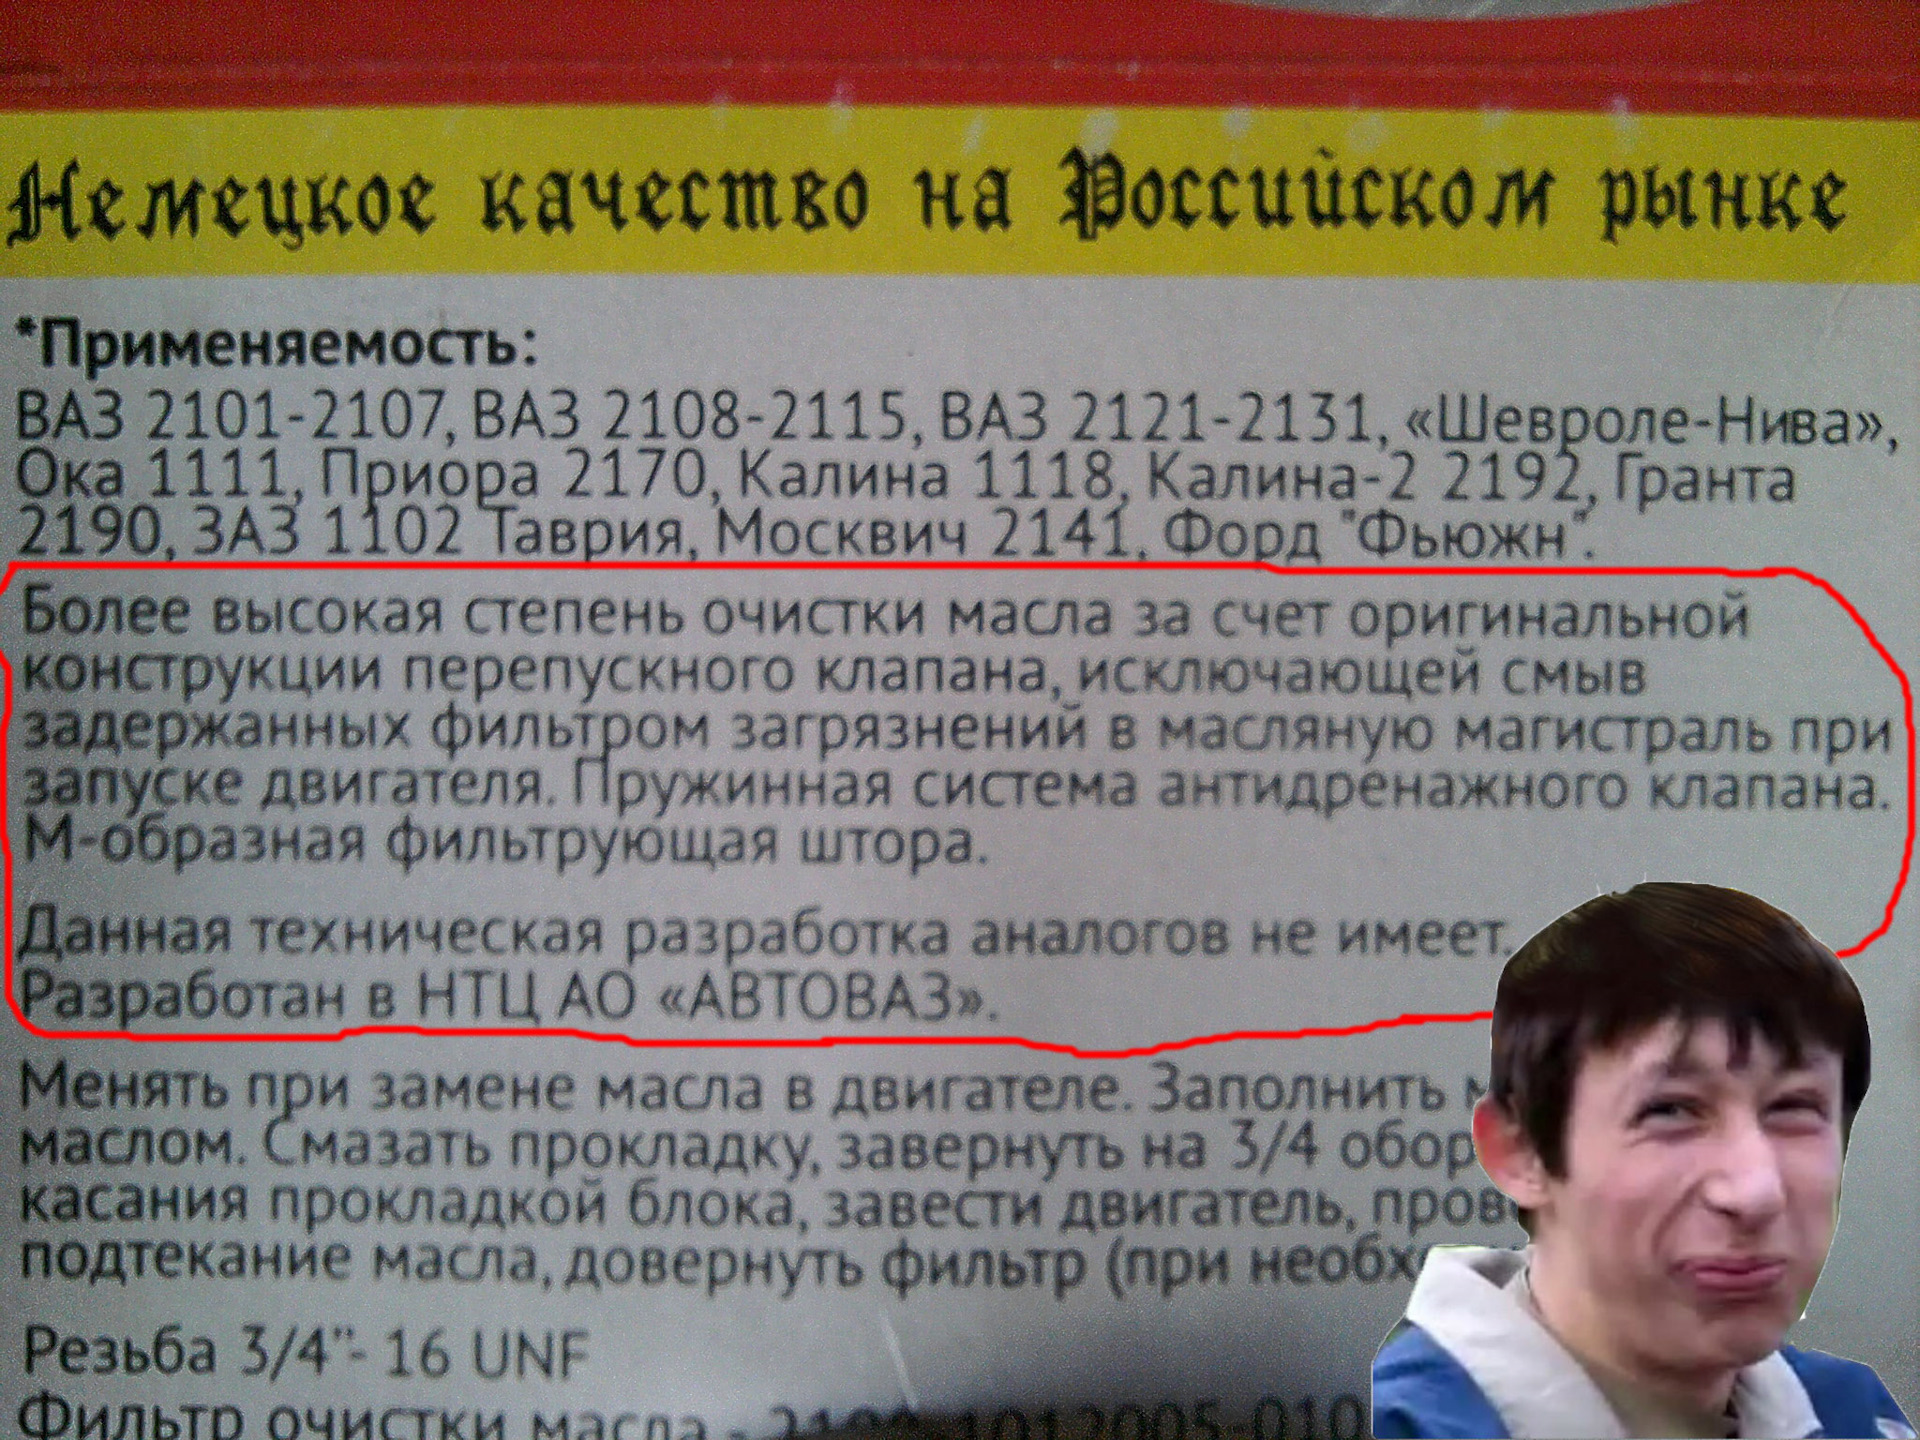 Немецкое качество на Российском рынке
*Применяемость:
ВАЗ 2101-2107, ВАЗ 2108-2115, ВАЗ 2121-2131, «Шевроле-Нива»,
Ока 1111, Приора 2170, Калина 1118, Калина-2 2192, Гранта
2190, ЗАЗ 1102 Таврия, Москвич 2141, Форд "Фьюжн".
Более высокая степень очистки масла за счет оригинальной
конструкции перепускного клапана, исключающей смыв
задержанных фильтром загрязнений в масляную магистраль при
запуске двигателя. Пружинная система антидренажного клапана.
М-образная фильтрующая штора.
Данная техническая разработка аналогов не имеет.
Разработан в НТЦ АО «АВТОВАЗ».
Менять при замене масла в двигателе. Заполнить
маслом. Смазать прокладку, завернуть на 3/4
касания прокладкой блока, завести двигатель,
подтекание масла, довернуть фильтр (при
Резьба 3/4"- 16 UNF
Фильтр очистки масла -